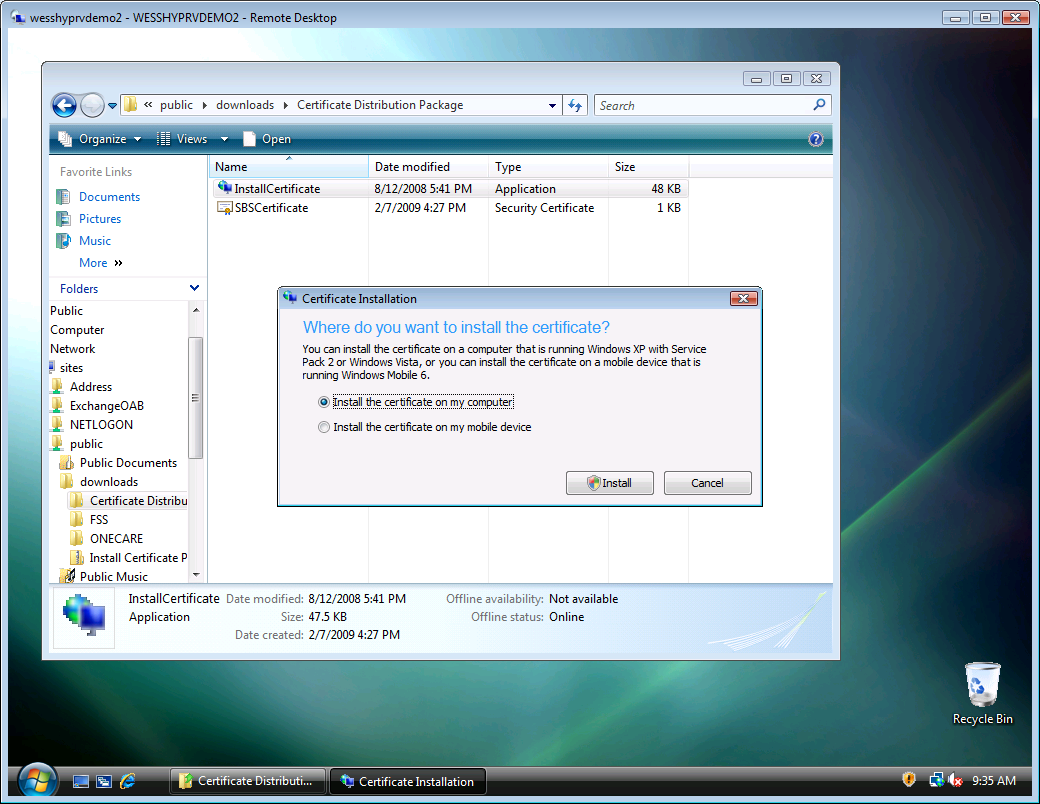 wesshyprvdemo2 - WESSHYPRVDEMO2 - Remote Desktop
« public downloads Certificate Distribution Package Search
Organize Views Open
Favorite Links
Documents
Pictures
Music
More »
Folders
Public
Computer
Network
sites
Address
ExchangeOAB
NETLOGON
public
Public Documents
downloads
Certificate Distribu
FSS
ONECARE
Install Certificate P
Public Music
Name Date modified Type Size
InstallCertificate 8/12/2008 5:41 PM Application 48 KB
SBSCertificate 2/7/2009 4:27 PM Security Certificate 1 KB
Certificate Installation
Where do you want to install the certificate?
You can install the certificate on a computer that is running Windows XP with Service
Pack 2 or Windows Vista, or you can install the certificate on a mobile device that is
running Windows Mobile 6.
Install the certificate on my computer
Install the certificate on my mobile device
Install Cancel
InstallCertificate Date modified: 8/12/2008 5:41 PM Offline availability: Not available
Application Size: 47.5 KB Offline status: Online
Date created: 2/7/2009 4:27 PM
Recycle Bin
Certificate Distributi... Certificate Installation 9:35 AM